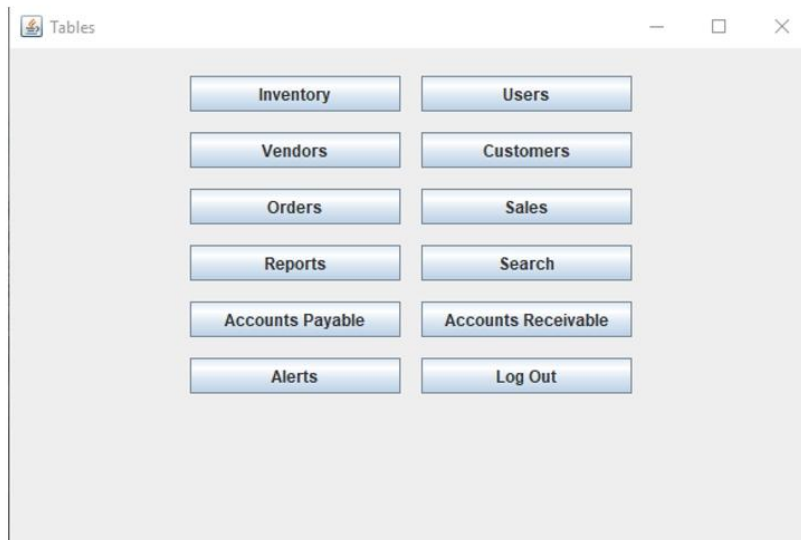 Tables
Inventory Users
Vendors Customers
Orders Sales
Reports Search
Accounts Payable Accounts Receivable
Alerts Log Out